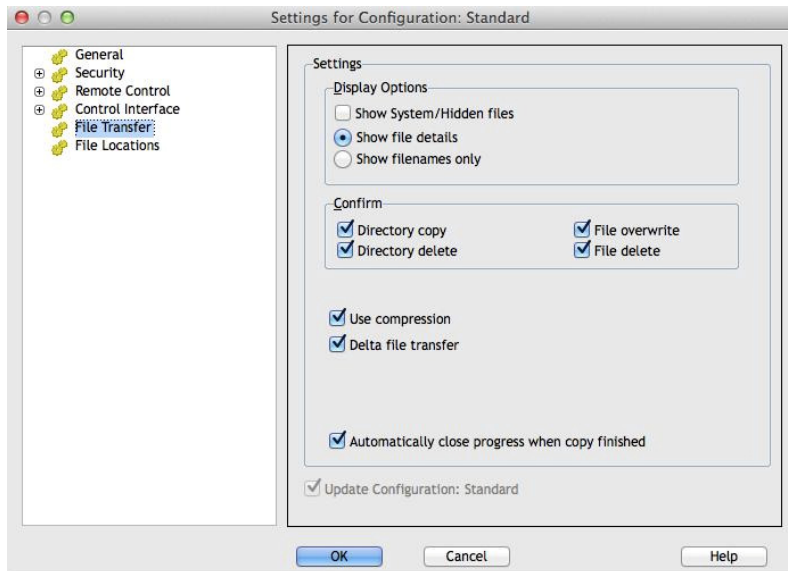 Settings for Configuration: Standard
General
Security
Remote Control
Control Interface
File Transfer
File Locations
Settings
Display Options
Show System/Hidden files
Show file details
Show filenames only
Confirm
Directory copy
File overwrite
Directory delete
File delete
Use compression
Delta file transfer
Automatically close progress when copy finished
Update Configuration: Standard
OK
Cancel
Help